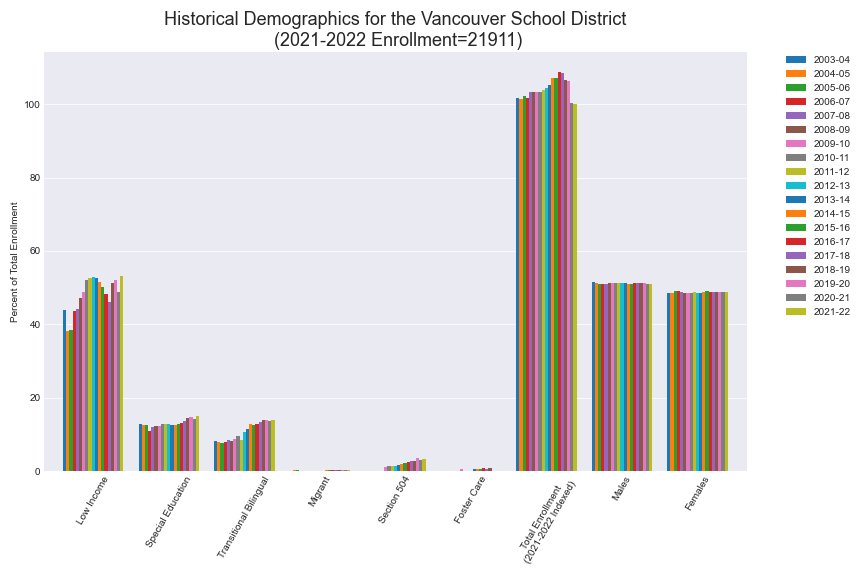 Historical Demographics for the Vancouver School District
(2021-2022 Enrollment=21911)
Percent of Total Enrollment
100
80
60
40
20
0
Low Income
Special Education
Transitional Bilingual
Migrant
Section 504
Foster Care
Total Enrollment
(2021-2022 Indexed)
Males
Females
2003-04
2004-05
2005-06
2006-07
2007-08
2008-09
2009-10
2010-11
2011-12
2012-13
2013-14
2014-15
2015-16
2016-17
2017-18
2018-19
2019-20
2020-21
2021-22